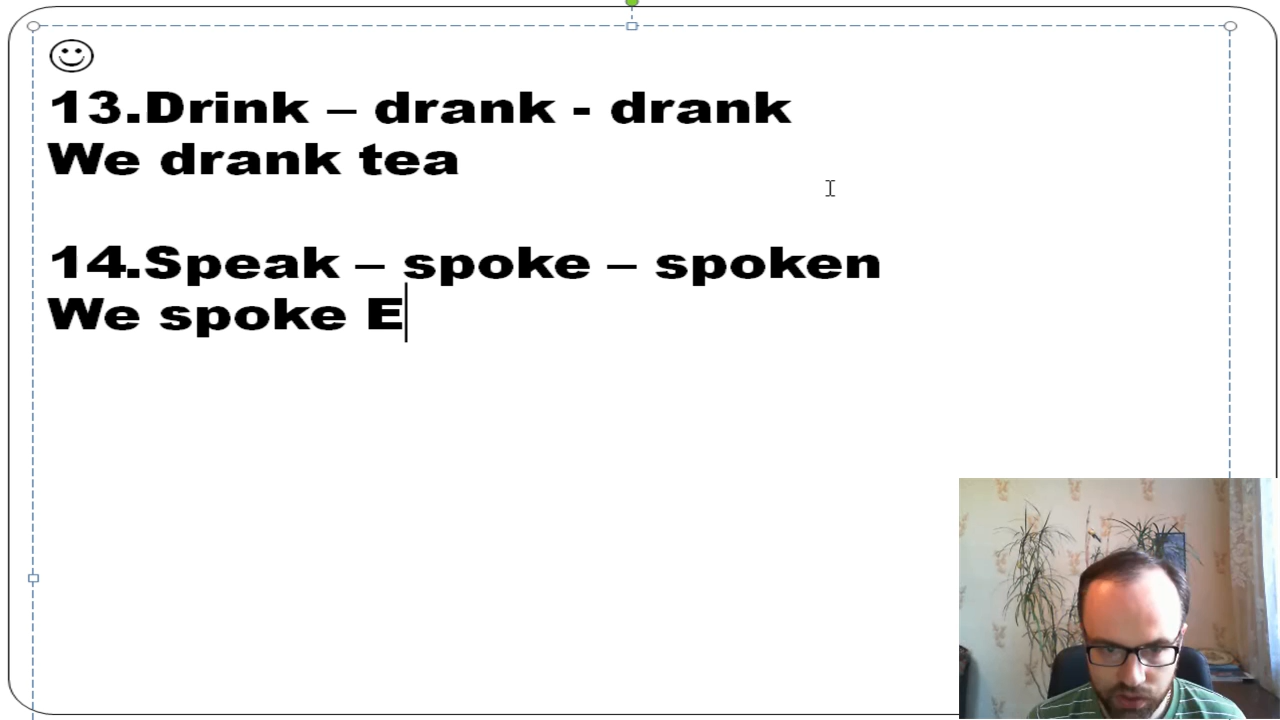 13.Drink – drank - drank
We drank tea
14.Speak – spoke – spoken
We spoke E